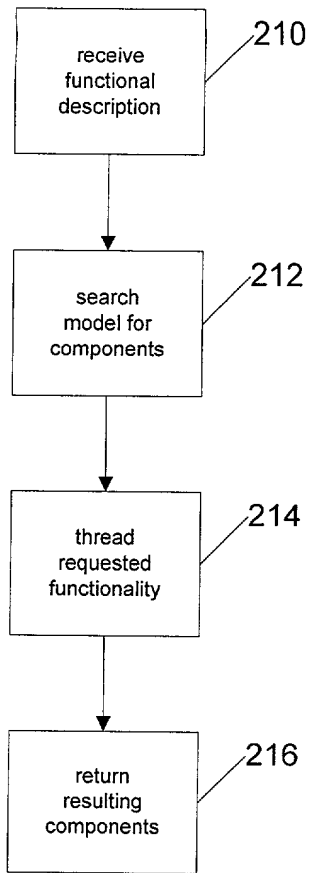 receive
functional
description
210
search
model for
components
212
thread
requested
functionality
214
return
resulting
components
216